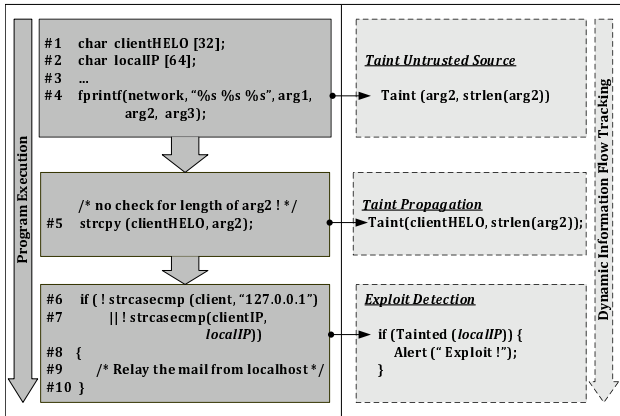 Program Execution
#1 char clientHELO [32];
#2 char localIP [64];
#3 ...
#4 fprintf(network, “%s %s %s”, arg1,
arg2, arg3);
/* no check for length of arg2 ! */
#5 strcpy (clientHELO, arg2);
#6 if ( ! strcasecmp (client, “127.0.0.1”)
#7 || ! strcasecmp(clientIP,
localIP))
#8 {
#9 /* Relay the mail from localhost */
#10 }
Taint Untrusted Source
Taint (arg2, strlen(arg2))
Taint Propagation
Taint(clientHELO, strlen(arg2));
Exploit Detection
if (Tainted (localIP)) {
Alert (“ Exploit !”);
}
Dynamic Information Flow Tracking